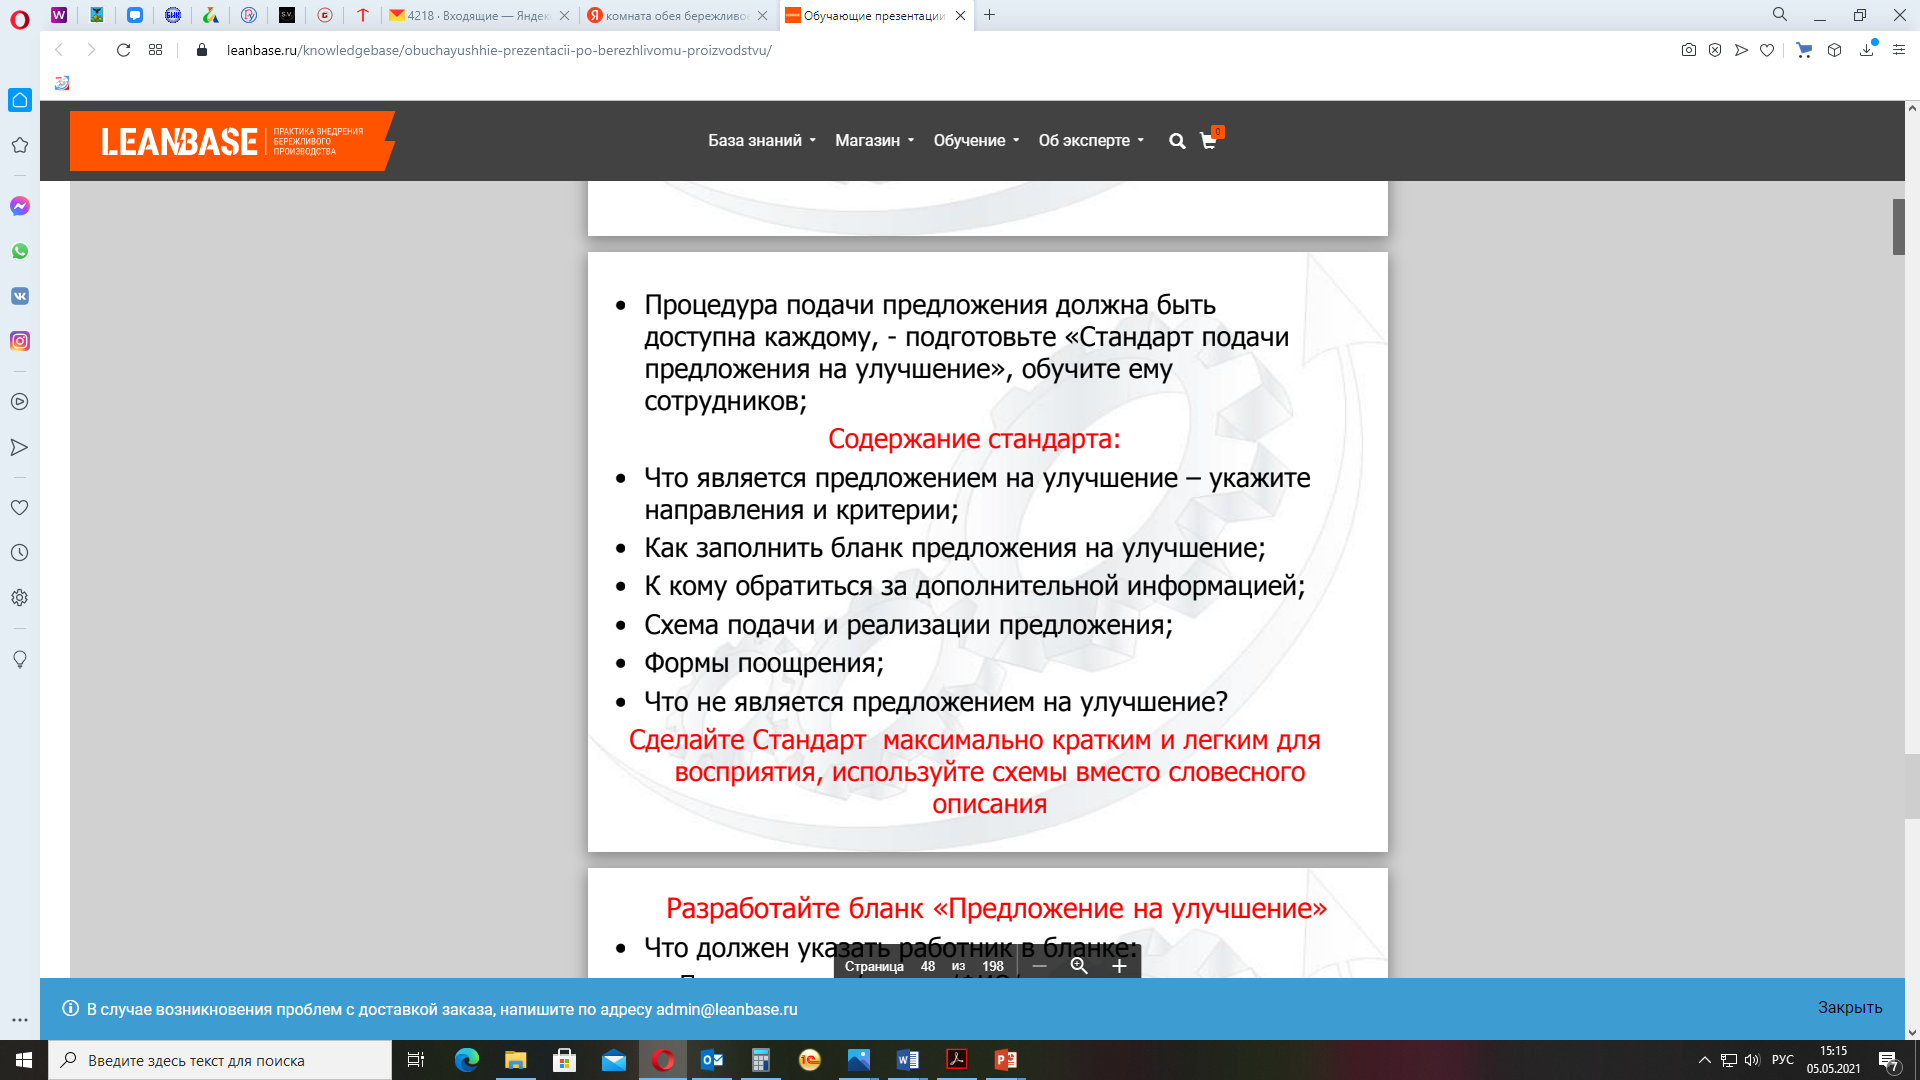 4218 · Входящие — Яндек
комната обея бережливо
Обучающие презентации
leanbase.ru/knowledgebase/obuchayushhie-prezentacii-po-berezhlivomu-proizvodstvu/
LEANBASE
ПРАКТИКА ВНЕДРЕНИЯ
БЕРЕЖЛИВОГО
ПРОИЗВОДСТВА
База знаний Магазин Обучение Об эксперте 0
• Процедура подачи предложения должна быть
доступна каждому, - подготовьте «Стандарт подачи
предложения на улучшение», обучите ему
сотрудников;
Содержание стандарта:
• Что является предложением на улучшение – укажите
направления и критерии;
• Как заполнить бланк предложения на улучшение;
• К кому обратиться за дополнительной информацией;
• Схема подачи и реализации предложения;
• Формы поощрения;
• Что не является предложением на улучшение?
Сделайте Стандарт максимально кратким и легким для
восприятия, используйте схемы вместо словесного
описания
Разработайте бланк «Предложение на улучшение»
• Что должен указать работник в бланке:
Страница 48 из 198
В случае возникновения проблем с доставкой заказа, напишите по адресу admin@leanbase.ru
Закрыть
Введите здесь текст для поиска
РУС
15:15
05.05.2021
7